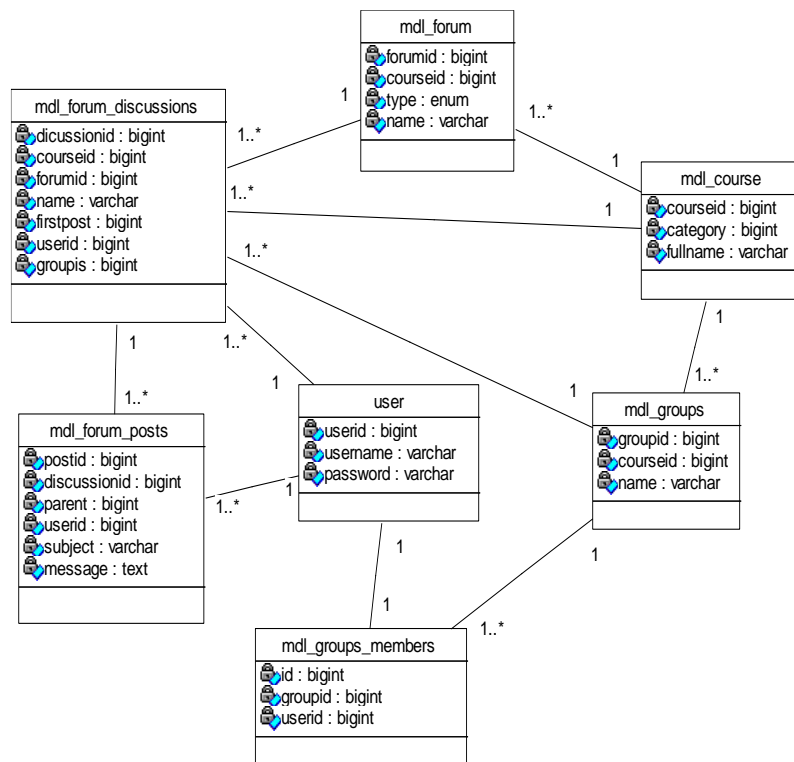 mdl_forum
forumid : bigint
courseid : bigint
type : enum
name : varchar
mdl_forum_discussions
dicussionid : bigint
courseid : bigint
forumid : bigint
name : varchar
firstpost : bigint
userid : bigint
groupis : bigint
1
1..*
1..*
1
mdl_course
courseid : bigint
category : bigint
fullname : varchar
1..*
1
1..*
1
1
1..*
1
1..*
1
1..*
1
mdl_forum_posts
postid : bigint
discussionid : bigint
parent : bigint
userid : bigint
subject : varchar
message : text
user
userid : bigint
username : varchar
password : varchar
mdl_groups
groupid : bigint
courseid : bigint
name : varchar
1
1..*
1
1
1
1..*
mdl_groups_members
id : bigint
groupid : bigint
userid : bigint